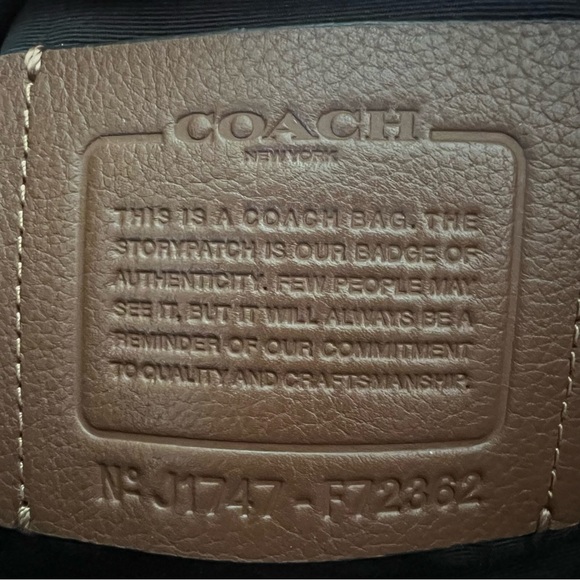 COACH
NEW YORK
THIS IS A COACH BAG. THE
STORYPATCH IS OUR BADGE OF
AUTHENTICITY. FEW PEOPLE MAY
SEE IT, BUT IT WILL ALWAYS BE A
REMINDER OF OUR COMMITMENT
TO QUALITY AND CRAFTSMANSHIP.
No J1747 - F72362